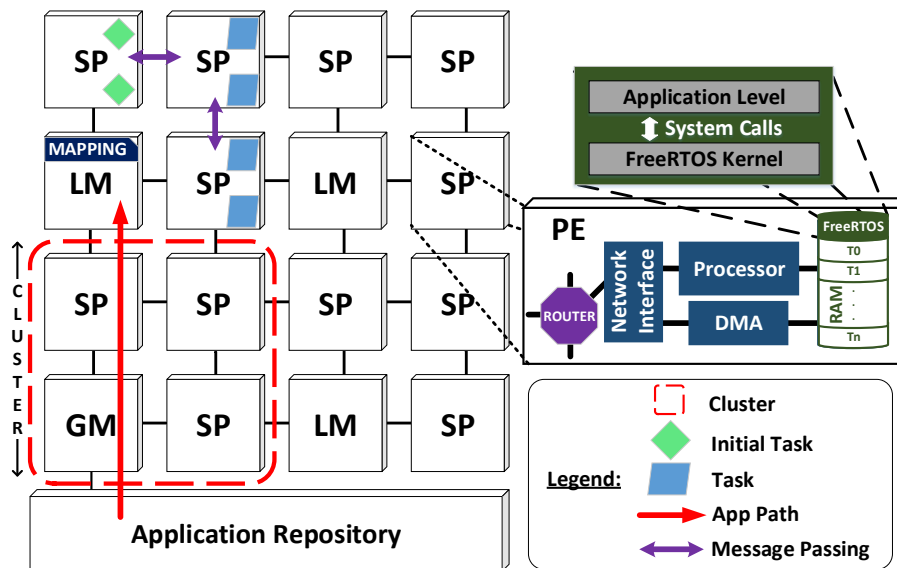 SP
SP
SP
SP
MAPPING
LM
SP
LM
SP
CLUSTER
SP
SP
SP
SP
GM
SP
LM
SP
Application Repository
Application Level
System Calls
FreeRTOS Kernel
PE
ROUTER
Network
Interface
Processor
DMA
FreeRTOS
T0
T1
RAM
.
.
.
Tn
Legend:
Cluster
Initial Task
Task
App Path
Message Passing